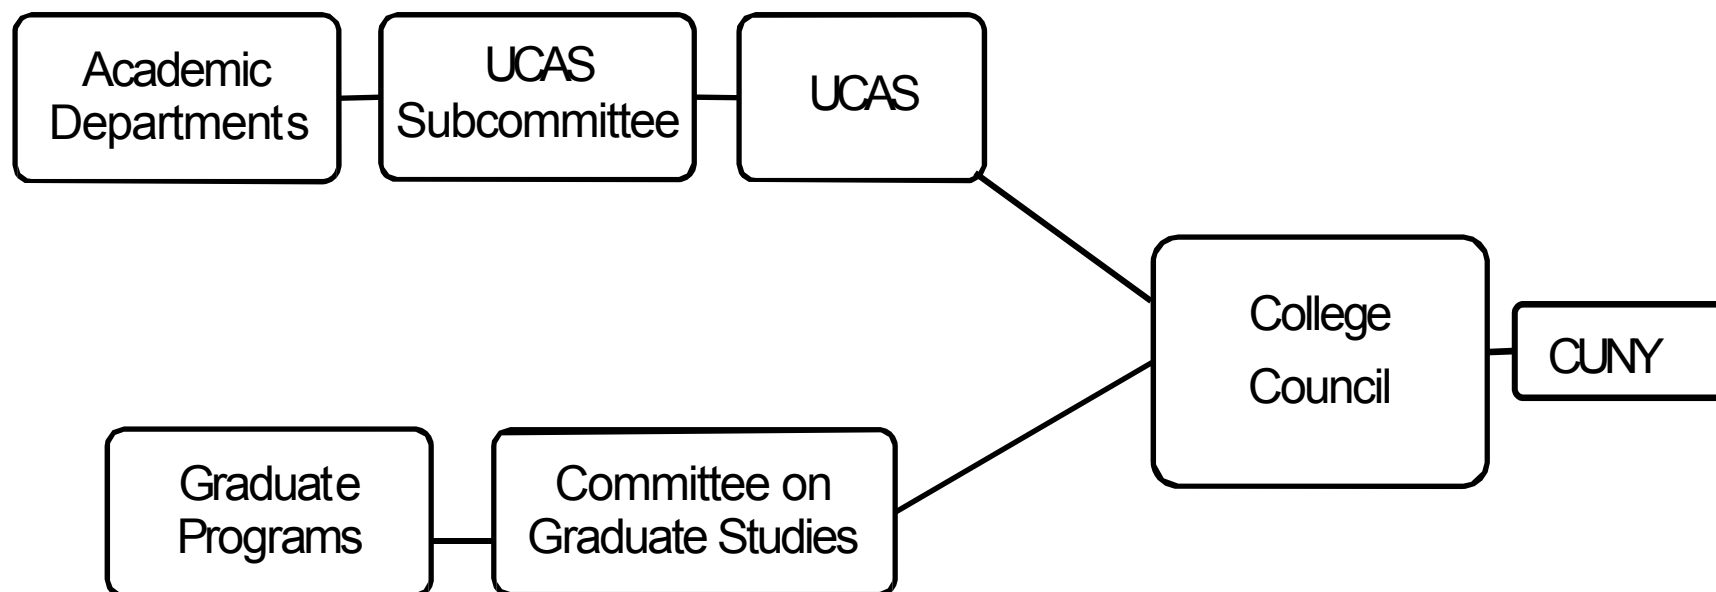 Academic
Departments
UCAS
Subcommittee
UCAS
College
Council
CUNY
Graduate
Programs
Committee on
Graduate Studies